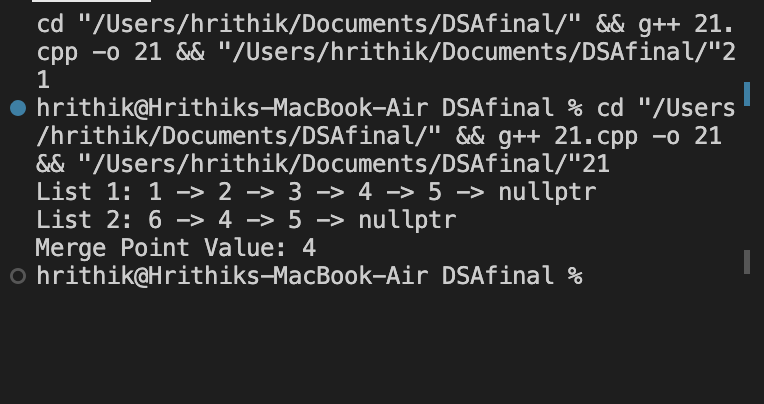 cd "/Users/hrithik/Documents/DSAfinal/" && g++ 21.
cpp -o 21 && "/Users/hrithik/Documents/DSAfinal/"2
1
hrithik@Hrithiks-MacBook-Air DSAfinal % cd "/Users
/hrithik/Documents/DSAfinal/" && g++ 21.cpp -o 21
&& "/Users/hrithik/Documents/DSAfinal/"21
List 1: 1 -> 2 -> 3 -> 4 -> 5 -> nullptr
List 2: 6 -> 4 -> 5 -> nullptr
Merge Point Value: 4
hrithik@Hrithiks-MacBook-Air DSAfinal %